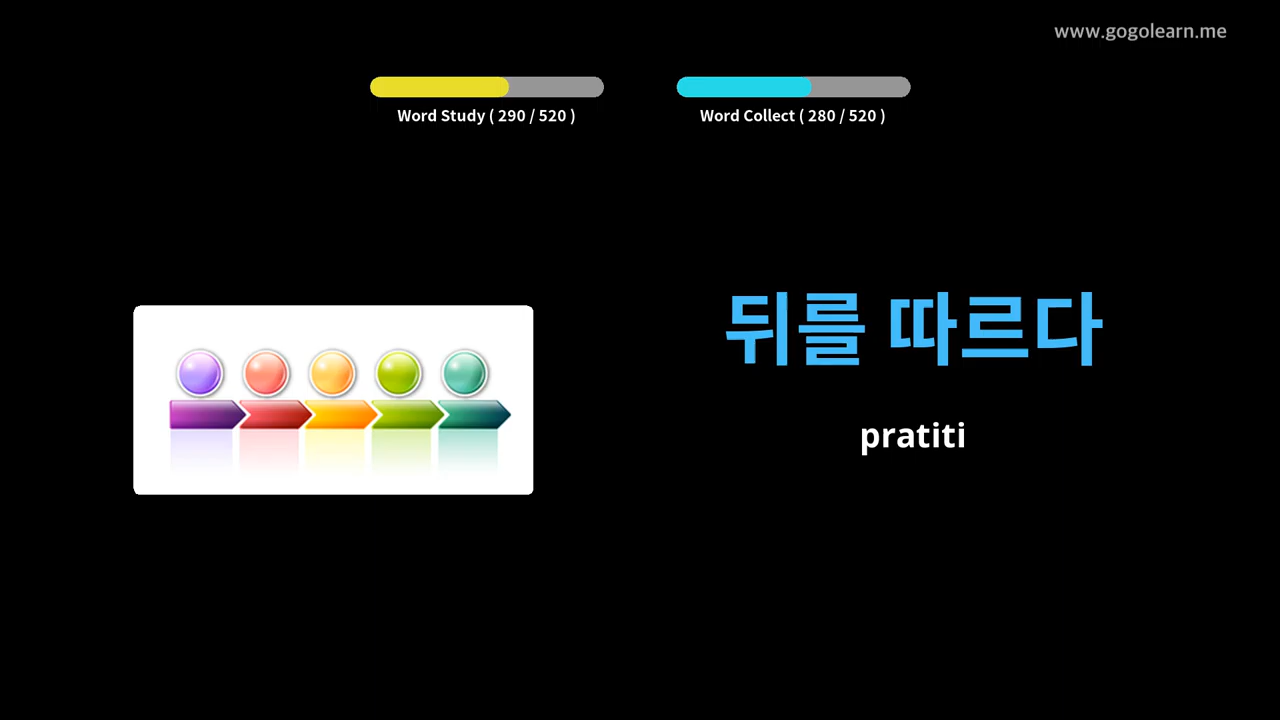 www.gogolearn.me
Word Study ( 290 / 520 )
Word Collect ( 280 / 520 )
뒤를 따르다
pratiti